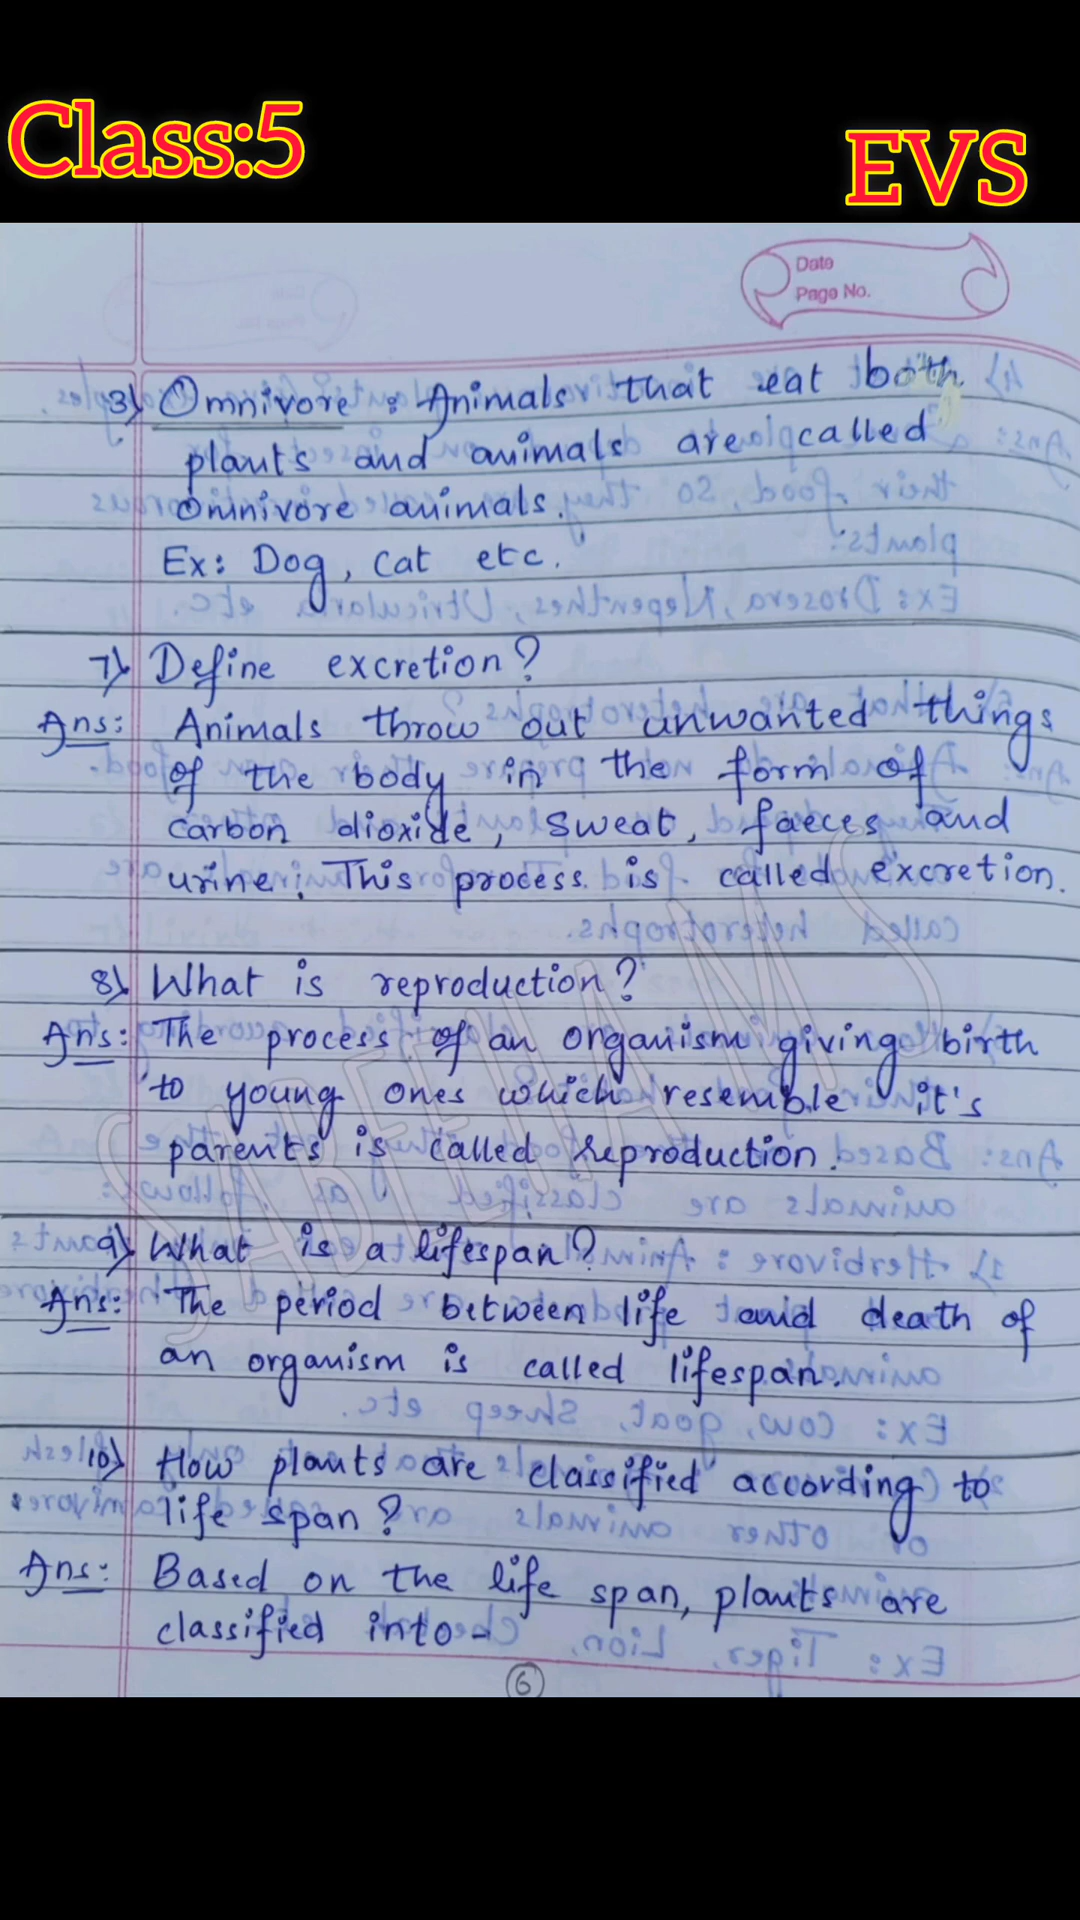 Class:5
EVS
Date
Page No.
3) Omnivore : Animals that eat both
plants and animals are called
omnivore animals.
Ex: Dog, cat etc.
7) Define excretion?
Ans: Animals throw out unwanted things
of the body in the form of
carbon dioxide, sweat, faeces and
urine. This process is called excretion.
8) What is reproduction?
Ans: The process of an organism giving birth
to young ones which resemble it's
parents is called reproduction.
9) What is a lifespan?
Ans: The period between life and death of
an organism is called lifespan.
10) How plants are classified according to
life span?
Ans: Based on the life span, plants are
classified into-
6